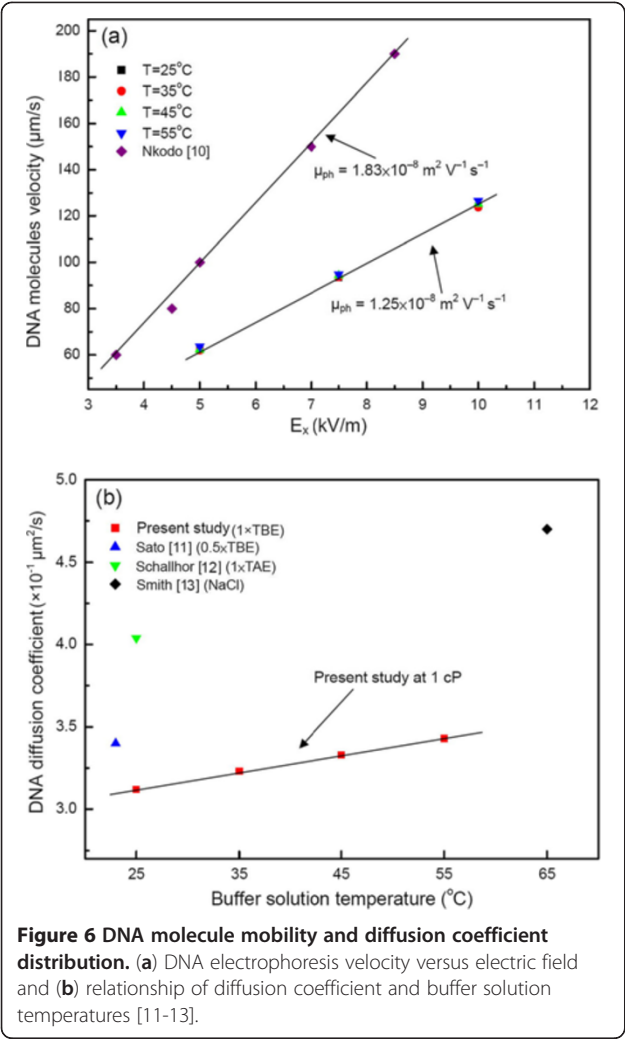 (a)
T=25°C
T=35°C
T=45°C
T=55°C
Nkodo [10]
μph = 1.83×10⁻⁸ m² V⁻¹ s⁻¹
μph = 1.25×10⁻⁸ m² V⁻¹ s⁻¹
DNA molecules velocity (μm/s)
200
180
160
140
120
100
80
60
3 4 5 6 7 8 9 10 11 12
Ex (kV/m)
(b)
Present study (1×TBE)
Sato [11] (0.5×TBE)
Schallhor [12] (1×TAE)
Smith [13] (NaCl)
Present study at 1 cP
DNA diffusion coefficient (×10⁻¹ μm²/s)
5.0
4.5
4.0
3.5
3.0
25 35 45 55 65
Buffer solution temperature (°C)
Figure 6 DNA molecule mobility and diffusion coefficient
distribution. (a) DNA electrophoresis velocity versus electric field
and (b) relationship of diffusion coefficient and buffer solution
temperatures [11-13].